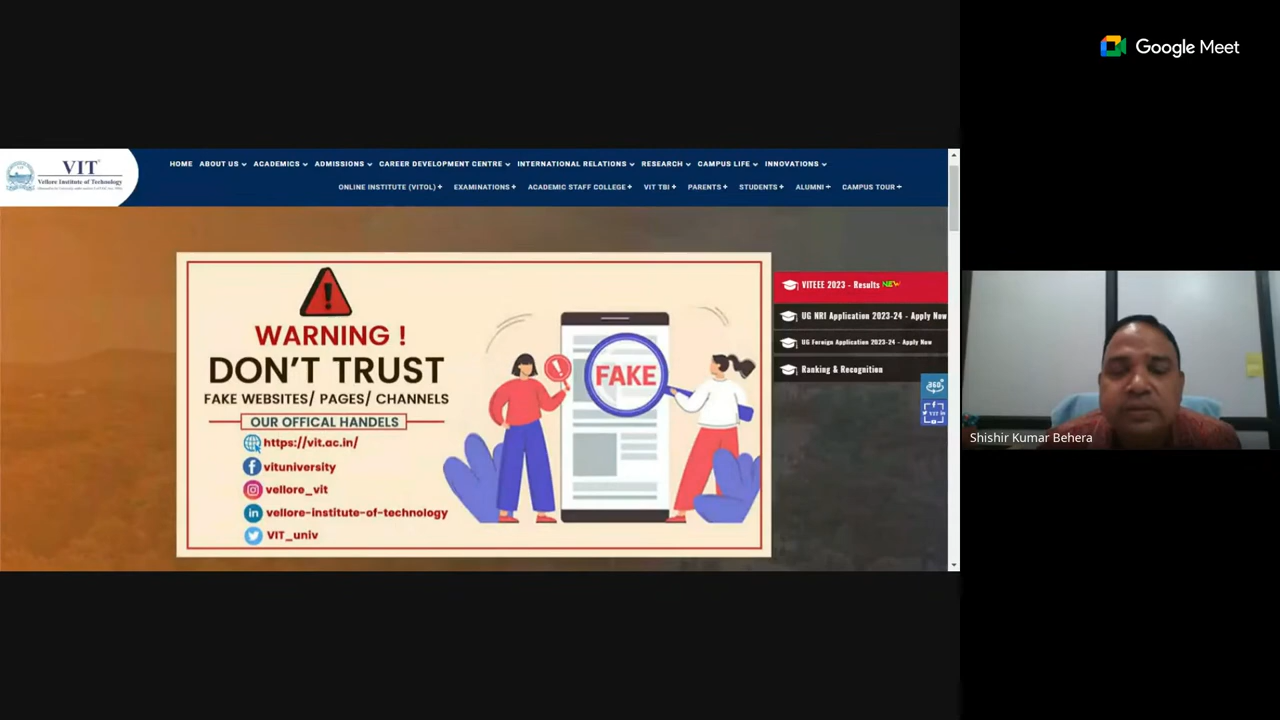 Google Meet
VIT
Vellore Institute of Technology
HOME ABOUT US ACADEMICS ADMISSIONS CAREER DEVELOPMENT CENTRE INTERNATIONAL RELATIONS RESEARCH CAMPUS LIFE INNOVATIONS
ONLINE INSTITUTE (VITOL)+ EXAMINATIONS+ ACADEMIC STAFF COLLEGE+ VIT TBI+ PARENTS+ STUDENTS+ ALUMNI+ CAMPUS TOUR+
WARNING !
DON'T TRUST
FAKE WEBSITES/ PAGES/ CHANNELS
OUR OFFICAL HANDELS
https://vit.ac.in/
vituniversity
vellore_vit
vellore-institute-of-technology
VIT_univ
FAKE
VITEEE 2023 - Results NEW
UG NRI Application 2023-24 - Apply Now
UG Foreign Application 2023-24 - Apply Now
Ranking & Recognition
360°
Shishir Kumar Behera